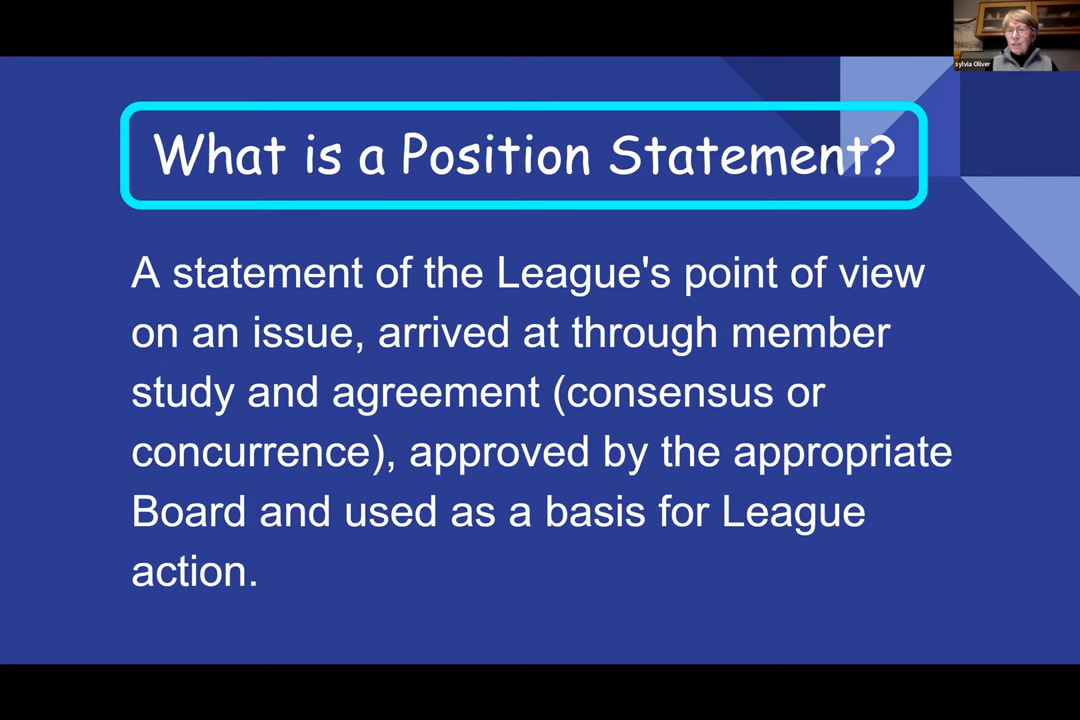 sylvia Oliver
What is a Position Statement?
A statement of the League's point of view
on an issue, arrived at through member
study and agreement (consensus or
concurrence), approved by the appropriate
Board and used as a basis for League
action.